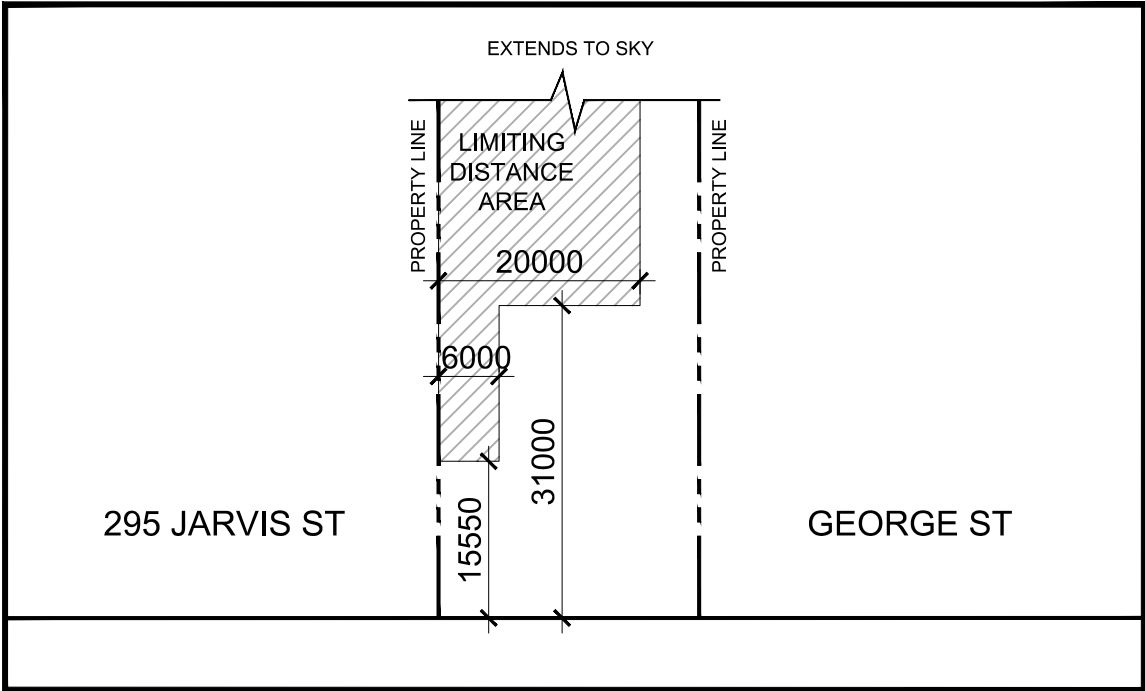 EXTENDS TO SKY
PROPERTY LINE
LIMITING
DISTANCE
AREA
PROPERTY LINE
20000
6000
31000
15550
295 JARVIS ST
GEORGE ST